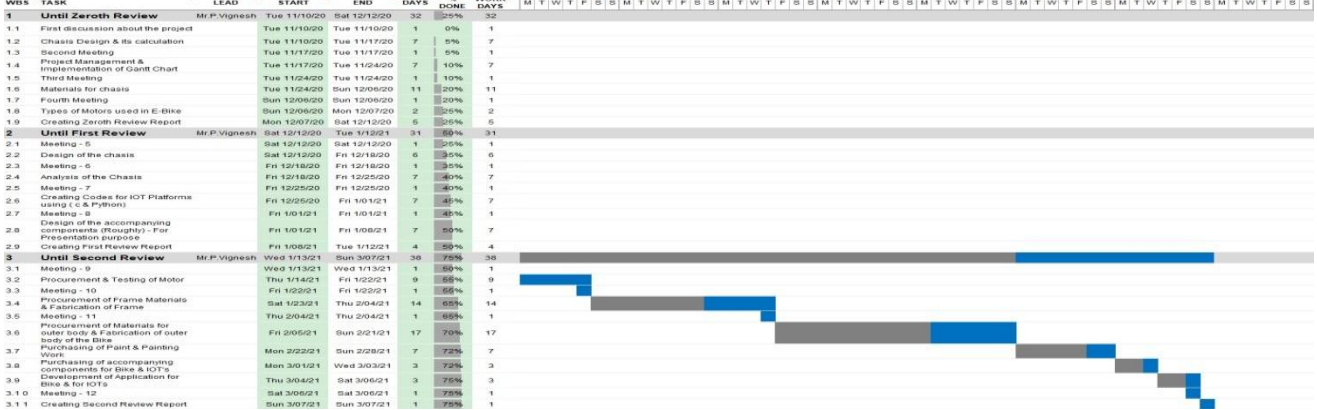 WBS TASK LEAD START END DAYS DONE DAYS M T W T F S S M T W T F S S M T W T F S S M T W T F S S M T W T F S S M T W T F S S M T W T F S S M T W T F S S
1 Until Zeroth Review Mr.P.Vignesh Tue 11/10/20 Sat 12/12/20 32 25% 32
1.1 First discussion about the project Tue 11/10/20 Tue 11/10/20 1 0% 1
1.2 Chasis Design & its calculation Tue 11/10/20 Tue 11/17/20 7 5% 7
1.3 Second Meeting Tue 11/17/20 Tue 11/17/20 1 5% 1
1.4 Project Management &
Implementation of Gantt Chart Tue 11/17/20 Tue 11/24/20 7 10% 7
1.5 Third Meeting Tue 11/24/20 Tue 11/24/20 1 10% 1
1.6 Materials for chasis Tue 11/24/20 Sun 12/06/20 11 20% 11
1.7 Fourth Meeting Sun 12/06/20 Sun 12/06/20 1 20% 1
1.8 Types of Motors used in E-Bike Sun 12/06/20 Mon 12/07/20 2 25% 2
1.9 Creating Zeroth Review Report Mon 12/07/20 Sat 12/12/20 5 25% 5
2 Until First Review Mr.P.Vignesh Sat 12/12/20 Tue 1/12/21 31 50% 31
2.1 Meeting - 5 Sat 12/12/20 Sat 12/12/20 1 25% 1
2.2 Design of the chasis Sat 12/12/20 Fri 12/18/20 6 35% 6
2.3 Meeting - 6 Fri 12/18/20 Fri 12/18/20 1 35% 1
2.4 Analysis of the Chasis Fri 12/18/20 Fri 12/25/20 7 40% 7
2.5 Meeting - 7 Fri 12/25/20 Fri 12/25/20 1 40% 1
2.6 Creating Codes for IOT Platforms
using ( c & Python) Fri 12/25/20 Fri 1/01/21 7 45% 7
2.7 Meeting - 8 Fri 1/01/21 Fri 1/01/21 1 45% 1
2.8 Design of the accompanying
components (Roughly) - For
Presentation purpose Fri 1/01/21 Fri 1/08/21 7 50% 7
2.9 Creating First Review Report Fri 1/08/21 Tue 1/12/21 4 50% 4
3 Until Second Review Mr.P.Vignesh Wed 1/13/21 Sun 3/07/21 38 75% 38
3.1 Meeting - 9 Wed 1/13/21 Wed 1/13/21 1 50% 1
3.2 Procurement & Testing of Motor Thu 1/14/21 Fri 1/22/21 9 55% 9
3.3 Meeting - 10 Fri 1/22/21 Fri 1/22/21 1 55% 1
3.4 Procurement of Frame Materials
& Fabrication of Frame Sat 1/23/21 Thu 2/04/21 14 65% 14
3.5 Meeting - 11 Thu 2/04/21 Thu 2/04/21 1 65% 1
3.6 Procurement of Materials for
outer body & Fabrication of outer
body of the Bike Fri 2/05/21 Sun 2/21/21 17 70% 17
3.7 Purchasing of Paint & Painting
Work Mon 2/22/21 Sun 2/28/21 7 72% 7
3.8 Purchasing of accompanying
components for Bike & IOT's Mon 3/01/21 Wed 3/03/21 3 72% 3
3.9 Development of Application for
Bike & for IOTs Thu 3/04/21 Sat 3/06/21 3 75% 3
3.10 Meeting - 12 Sat 3/06/21 Sat 3/06/21 1 75% 1
3.11 Creating Second Review Report Sun 3/07/21 Sun 3/07/21 1 75% 1